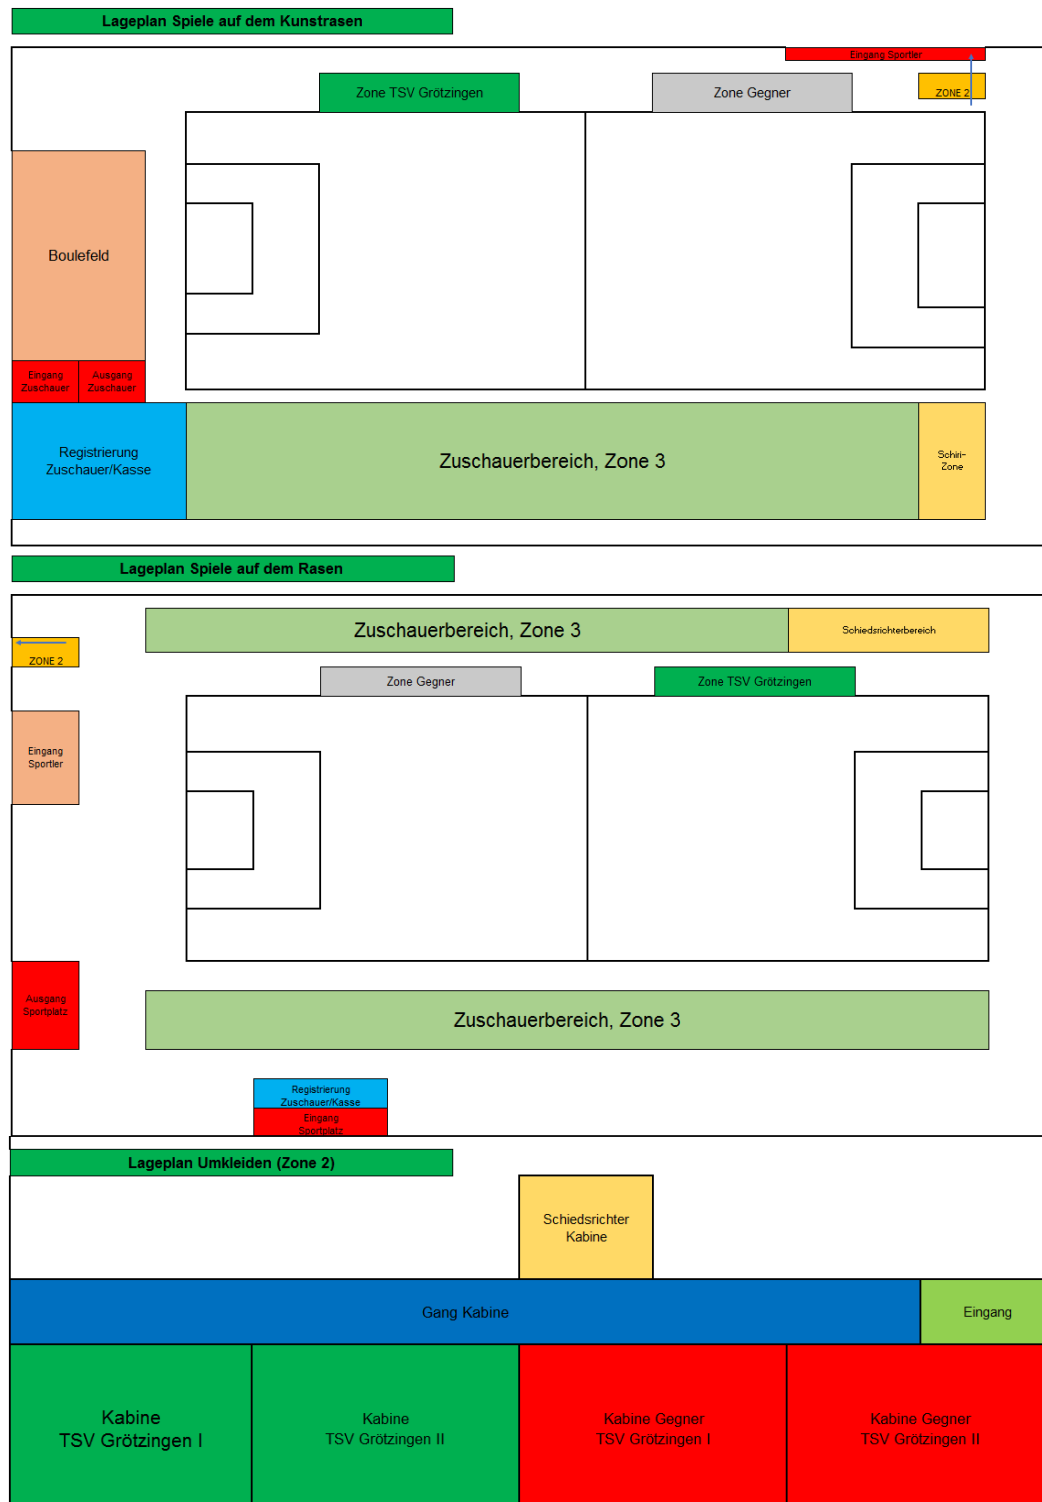 Lageplan Spiele auf dem Kunstrasen
Eingang Sportler
Zone TSV Grötzingen
Zone Gegner
ZONE 2
Boulefeld
Eingang
Zuschauer
Ausgang
Zuschauer
Registrierung
Zuschauer/Kasse
Zuschauerbereich, Zone 3
Schiri-
Zone
Lageplan Spiele auf dem Rasen
Zuschauerbereich, Zone 3
Schiedsrichterbereich
ZONE 2
Zone Gegner
Zone TSV Grötzingen
Eingang
Sportler
Ausgang
Sportplatz
Zuschauerbereich, Zone 3
Registrierung
Zuschauer/Kasse
Eingang
Sportplatz
Lageplan Umkleiden (Zone 2)
Schiedsrichter
Kabine
Gang Kabine
Eingang
Kabine
TSV Grötzingen I
Kabine
TSV Grötzingen II
Kabine Gegner
TSV Grötzingen I
Kabine Gegner
TSV Grötzingen II